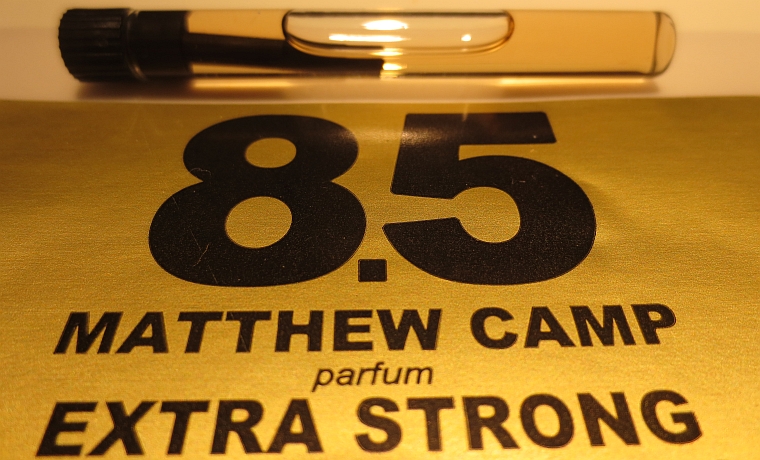 8.5
MATTHEW CAMP
parfum
EXTRA STRONG